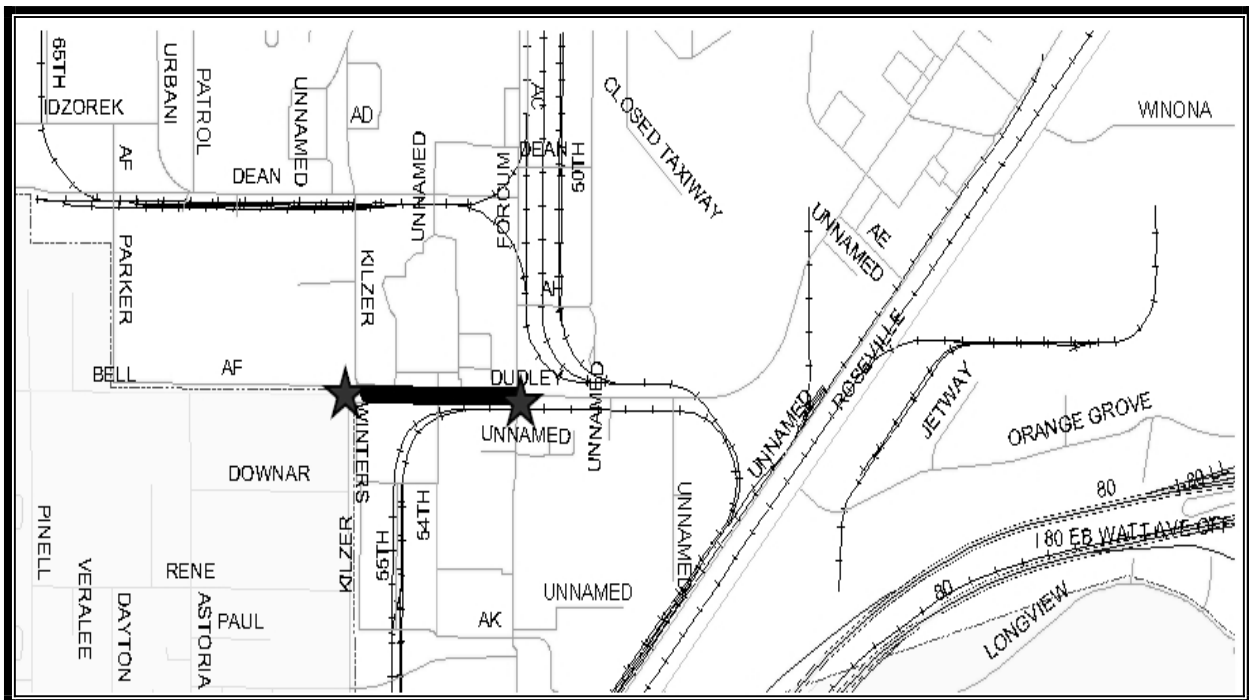 65TH
IDZOREK
URBANI
PATROL
UNNAMED
AD
AF
DEAN
UNNAMED
FOROUM
AC
DEAN
50TH
CLOSED TAXIWAY
WINONA
UNNAMED
AE
PARKER
KILZER
AH
ROSEVILLE
BELL
AF
DUDLEY
UNNAMED
JETWAY
ORANGE GROVE
WINTERS
UNNAMED
UNNAMED
DOWNAR
54TH
80
I 80 EB WATT AVE OFF
PINELL
KILZER
55TH
UNNAMED
VERALEE
RENE
DAYTON
ASTORIA
PAUL
AK
UNNAMED
80
LONGVIEW